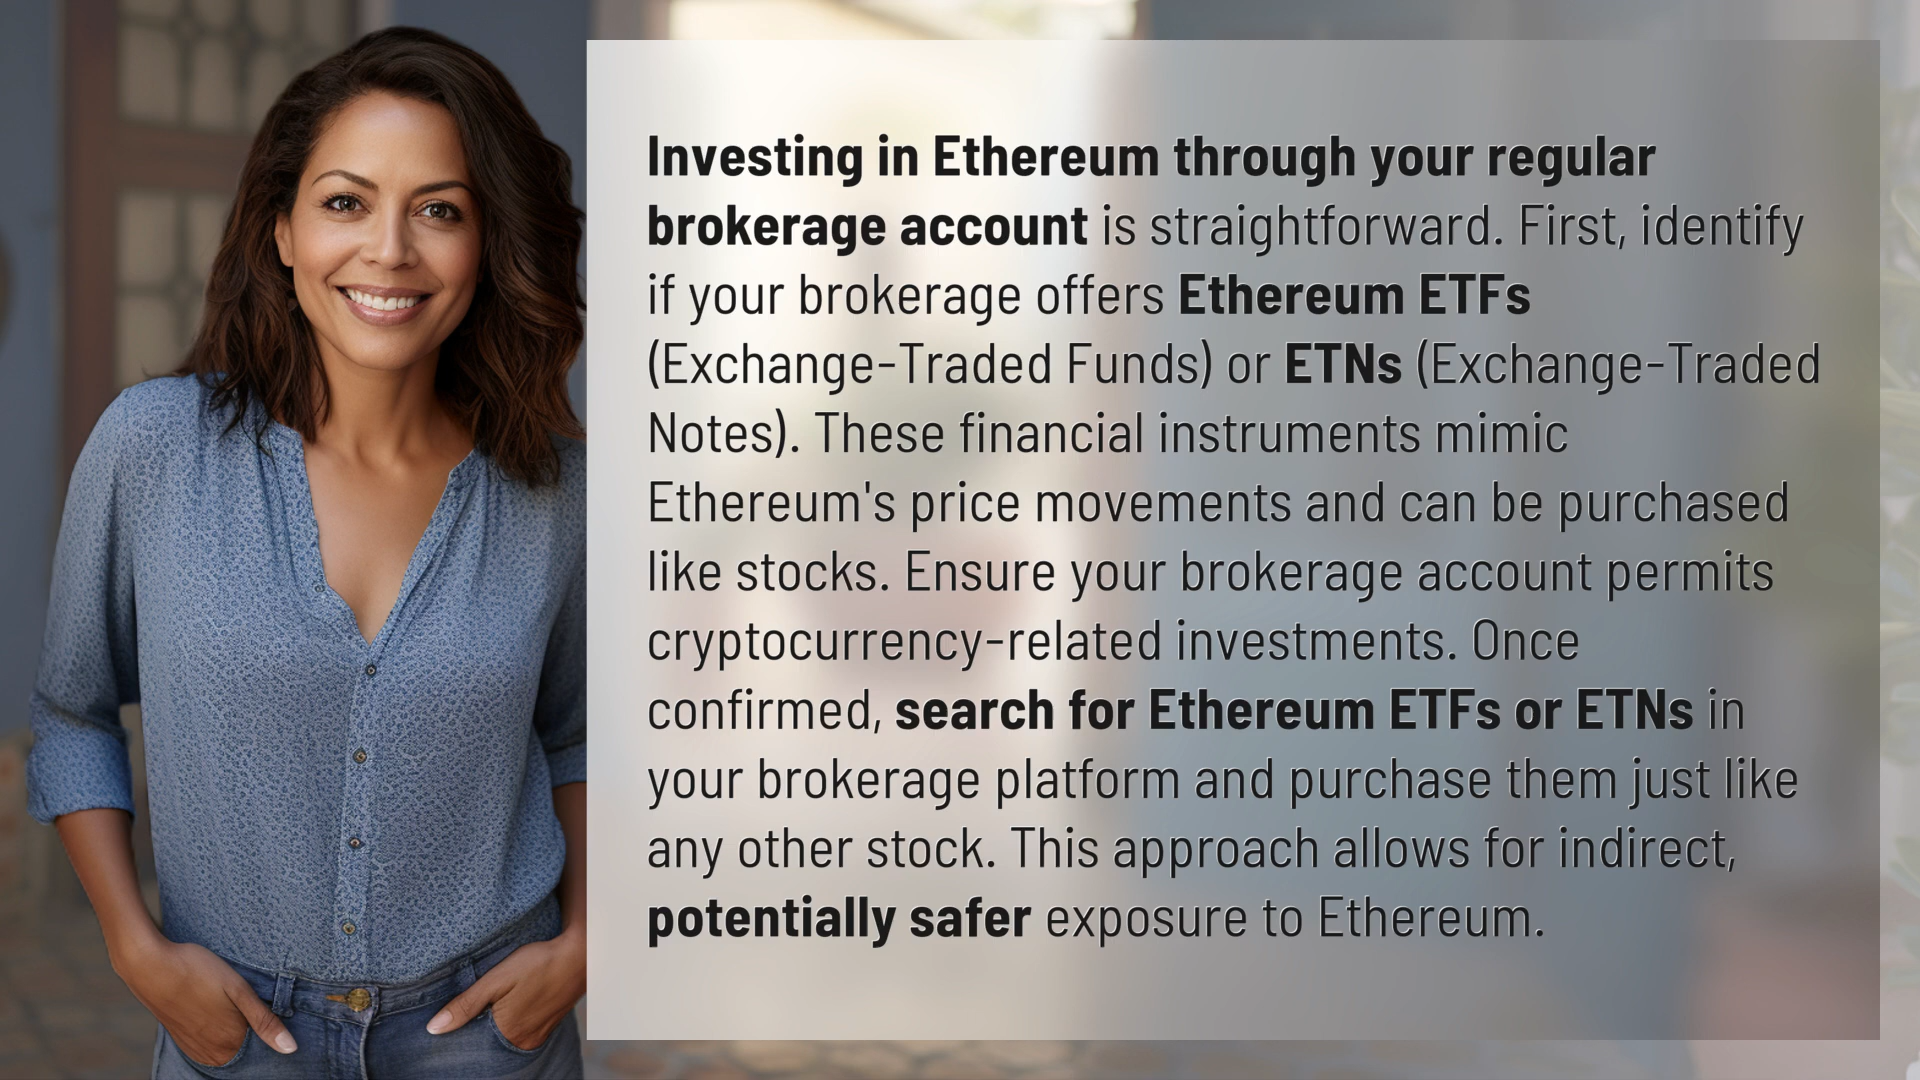 Investing in Ethereum through your regular
brokerage account is straightforward. First, identify
if your brokerage offers Ethereum ETFs
(Exchange-Traded Funds) or ETNs (Exchange-Traded
Notes). These financial instruments mimic
Ethereum's price movements and can be purchased
like stocks. Ensure your brokerage account permits
cryptocurrency-related investments. Once
confirmed, search for Ethereum ETFs or ETNs in
your brokerage platform and purchase them just like
any other stock. This approach allows for indirect,
potentially safer exposure to Ethereum.